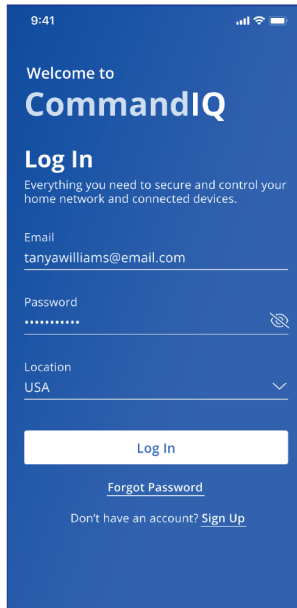 9:41
Welcome to
CommandIQ
Log In
Everything you need to secure and control your
home network and connected devices.
Email
tanyawilliams@email.com
Password
•••••••••••
Location
USA
Log In
Forgot Password
Don't have an account? Sign Up